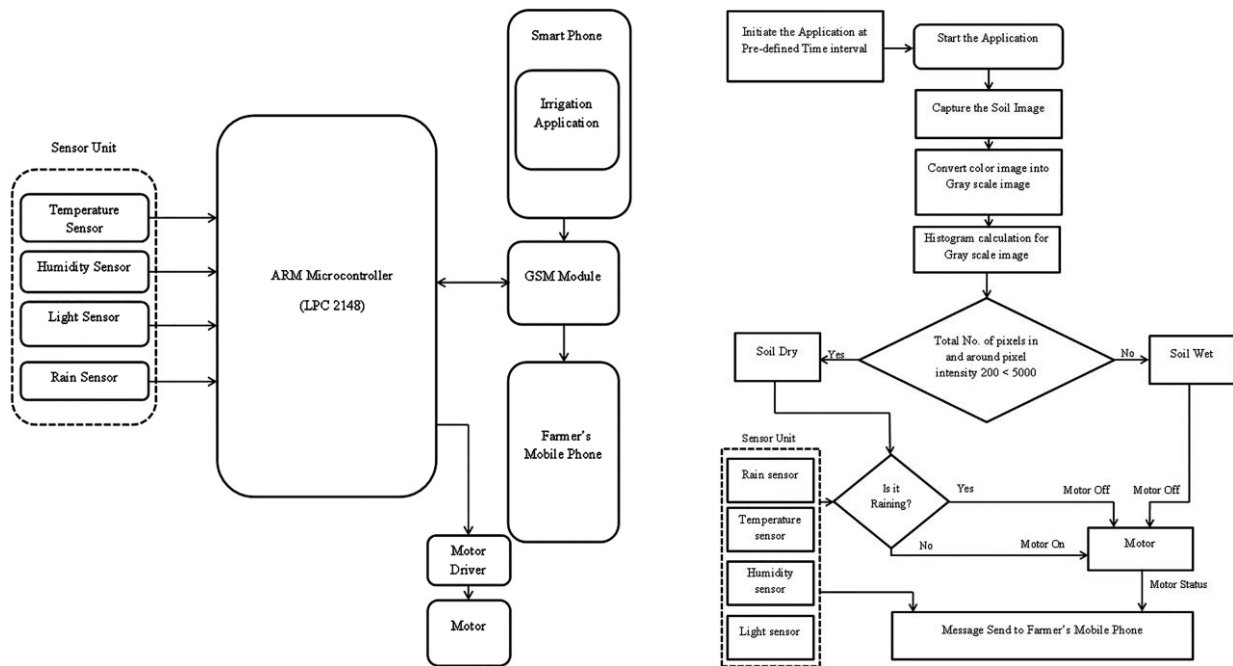 Smart Phone
Irrigation
Application
Sensor Unit
Temperature
Sensor
Humidity Sensor
Light Sensor
Rain Sensor
ARM Microcontroller
(LPC 2148)
GSM Module
Farmer's
Mobile Phone
Motor
Driver
Motor
Initiate the Application at
Pre-defined Time interval
Start the Application
Capture the Soil Image
Convert color image into
Gray scale image
Histogram calculation for
Gray scale image
Total No. of pixels in
and around pixel
intensity 200 < 5000
Yes
No
Soil Dry
Soil Wet
Sensor Unit
Rain sensor
Temperature
sensor
Humidity
sensor
Light sensor
Is it
Raining?
Yes
No
Motor Off
Motor Off
Motor On
Motor
Motor Status
Message Send to Farmer's Mobile Phone